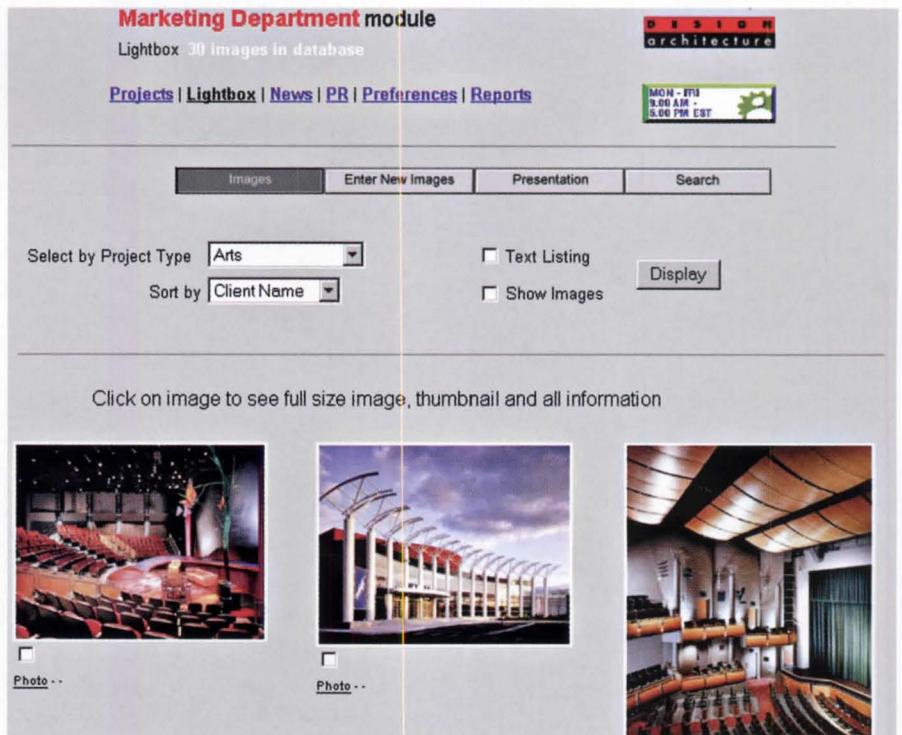 Marketing Department module
Lightbox 30 images in database
DESIGN
architecture
Projects | Lightbox | News | PR | Preferences | Reports
MON - FRI
9:00 AM -
5:00 PM EST
Images
Enter New Images
Presentation
Search
Select by Project Type Arts
Text Listing
Display
Sort by Client Name
Show Images
Click on image to see full size image, thumbnail and all information
Photo - -
Photo - -